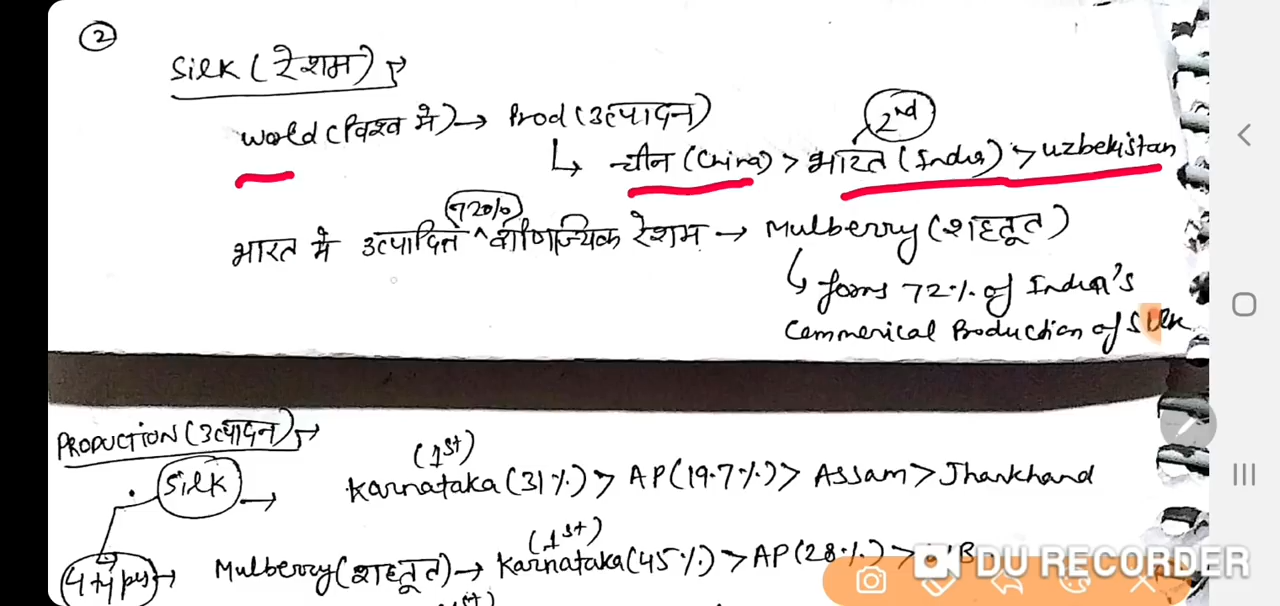 2
Silk (रेशम)
World (विश्व में) → Prod (उत्पादन)
2nd
↳ चीन (China) > भारत (India) > Uzbekistan
72%
भारत में उत्पादित ^ वाणिज्यिक रेशम → Mulberry (शहतूत)
↳ forms 72% of India's
Commerical Production of Silk
PRODUCTION (उत्पादन)
(1st)
Silk → Karnataka (31%) > AP (19.7%) > Assam > Jharkhand
(1st)
4 types → Mulberry (शहतूत) → Karnataka (45%) > AP (28%) >
DU RECORDER